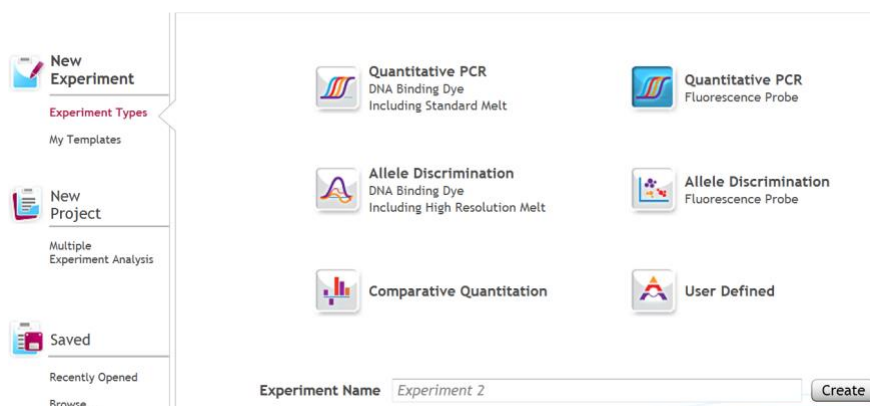 New
Experiment
Experiment Types
My Templates
New
Project
Multiple
Experiment Analysis
Saved
Recently Opened
Browse
Quantitative PCR
DNA Binding Dye
Including Standard Melt
Quantitative PCR
Fluorescence Probe
Allele Discrimination
DNA Binding Dye
Including High Resolution Melt
Allele Discrimination
Fluorescence Probe
Comparative Quantitation
User Defined
Experiment Name Experiment 2 Create